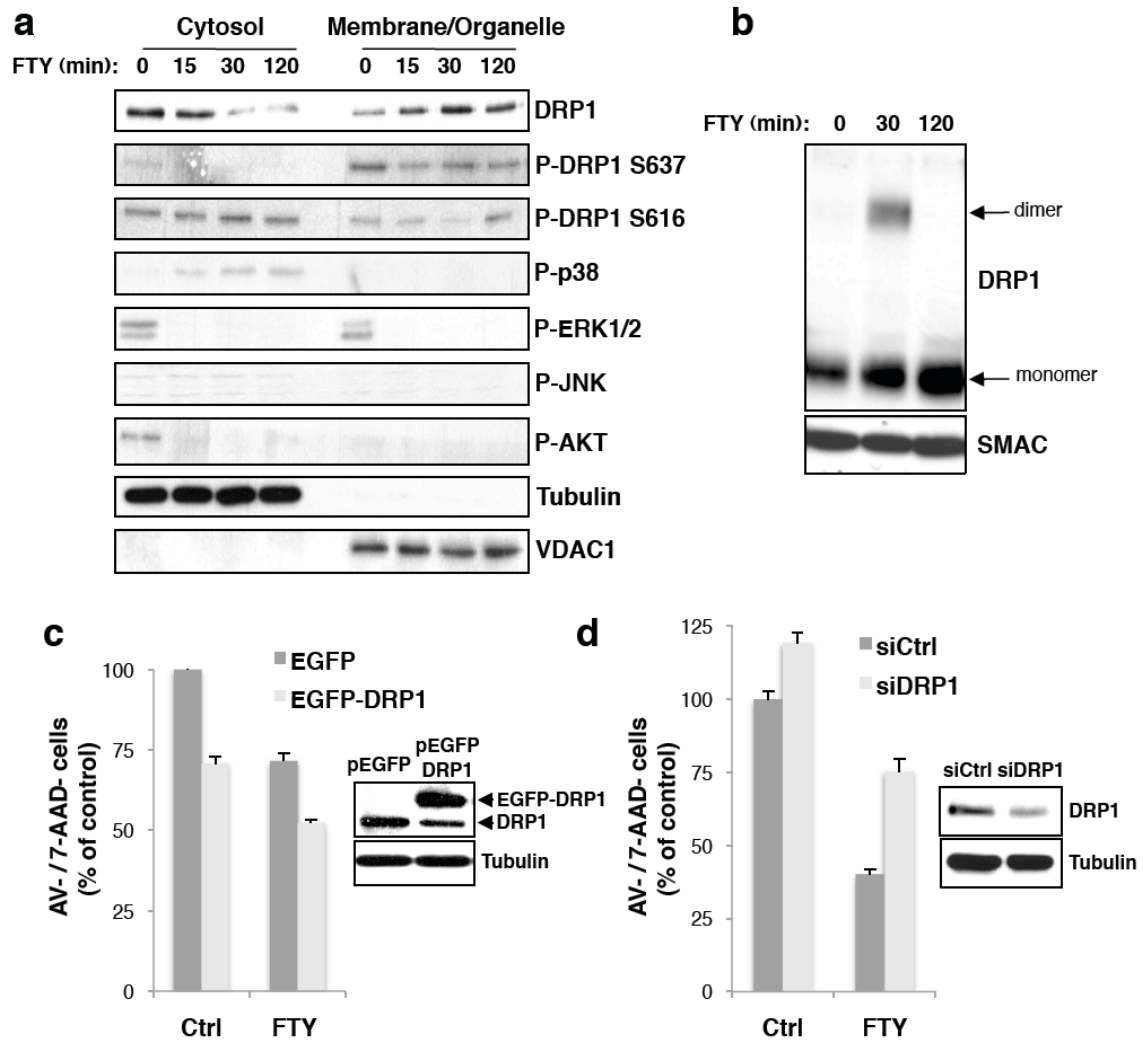 a
Cytosol Membrane/Organelle
FTY (min): 0 15 30 120 0 15 30 120
DRP1
P-DRP1 S637
P-DRP1 S616
P-p38
P-ERK1/2
P-JNK
P-AKT
Tubulin
VDAC1
b
FTY (min): 0 30 120
dimer
DRP1
monomer
SMAC
c
AV- / 7-AAD- cells
(% of control)
100
75
50
25
0
EGFP
EGFP-DRP1
Ctrl FTY
pEGFP
pEGFP
DRP1
EGFP-DRP1
DRP1
Tubulin
d
AV- / 7-AAD- cells
(% of control)
125
100
75
50
25
0
siCtrl
siDRP1
Ctrl FTY
siCtrl siDRP1
DRP1
Tubulin